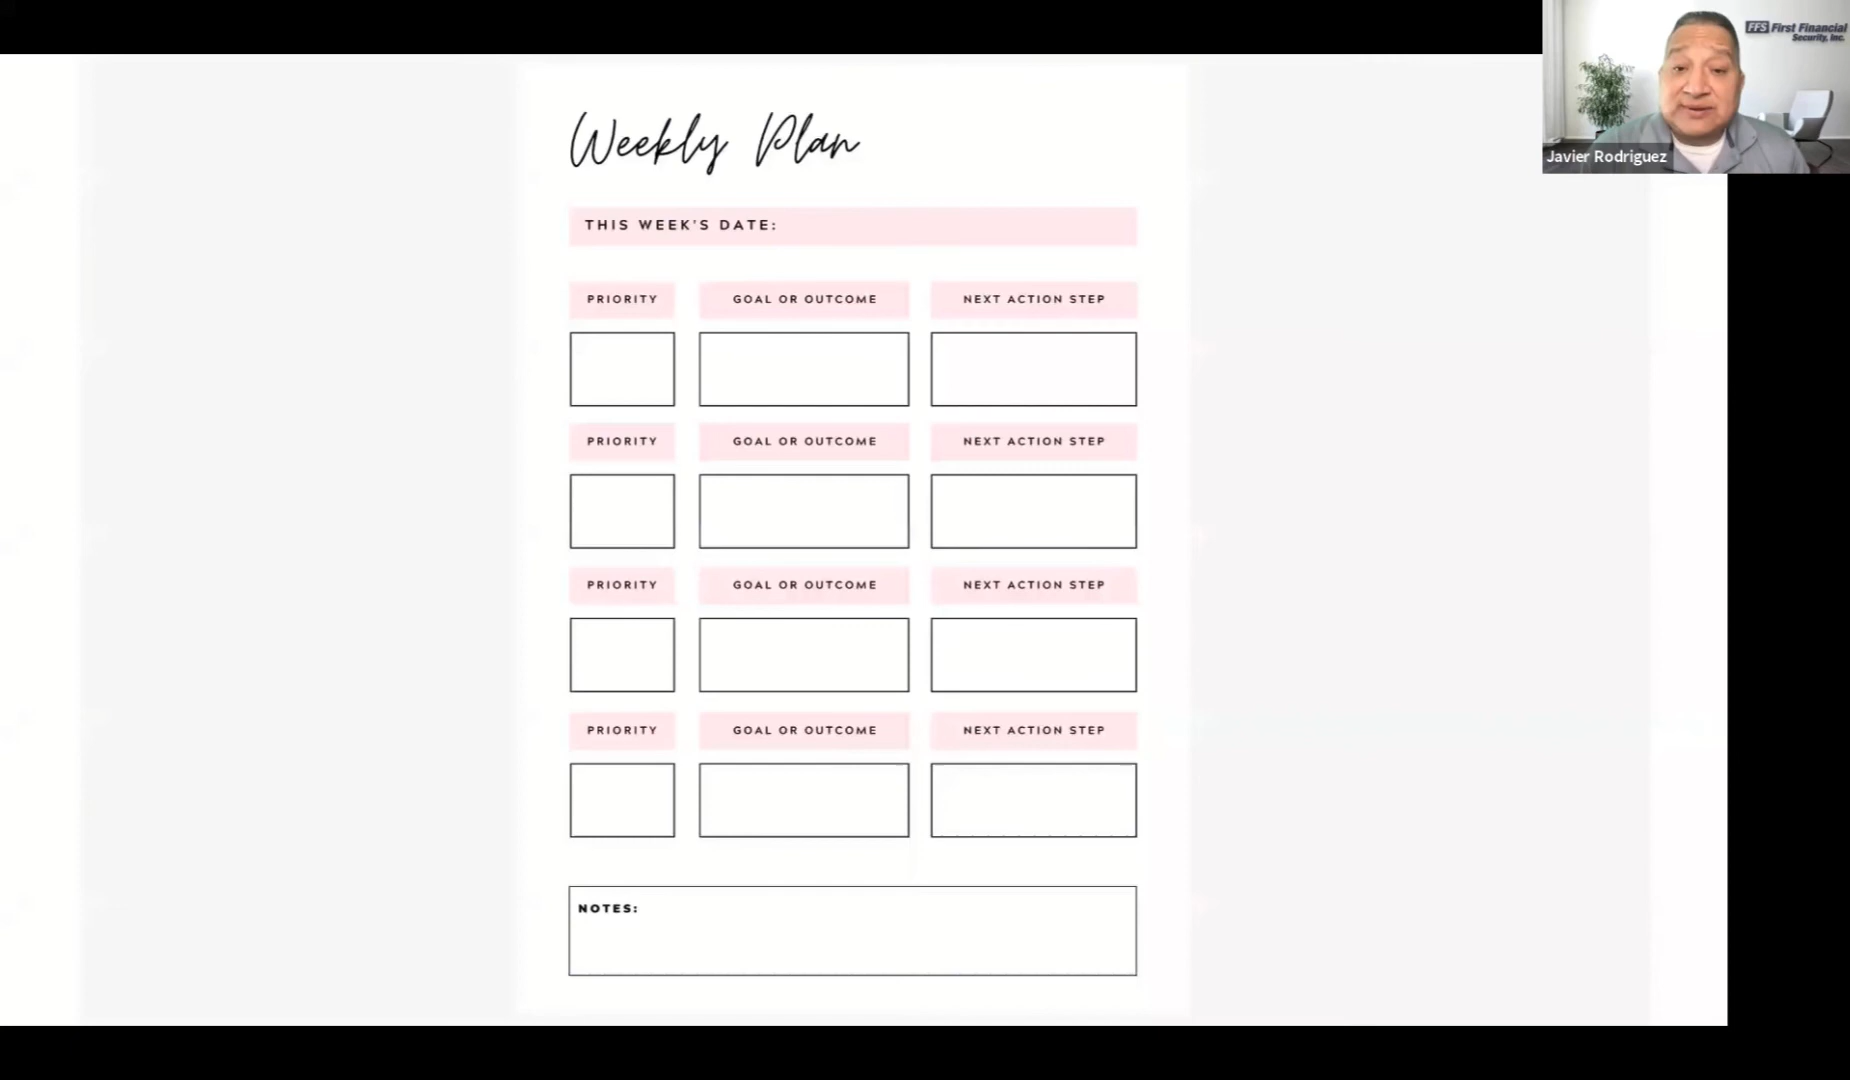 FFS First Financial
Security, Inc.
Javier Rodriguez
Weekly Plan
THIS WEEK'S DATE:
PRIORITY GOAL OR OUTCOME NEXT ACTION STEP
PRIORITY GOAL OR OUTCOME NEXT ACTION STEP
PRIORITY GOAL OR OUTCOME NEXT ACTION STEP
PRIORITY GOAL OR OUTCOME NEXT ACTION STEP
NOTES: